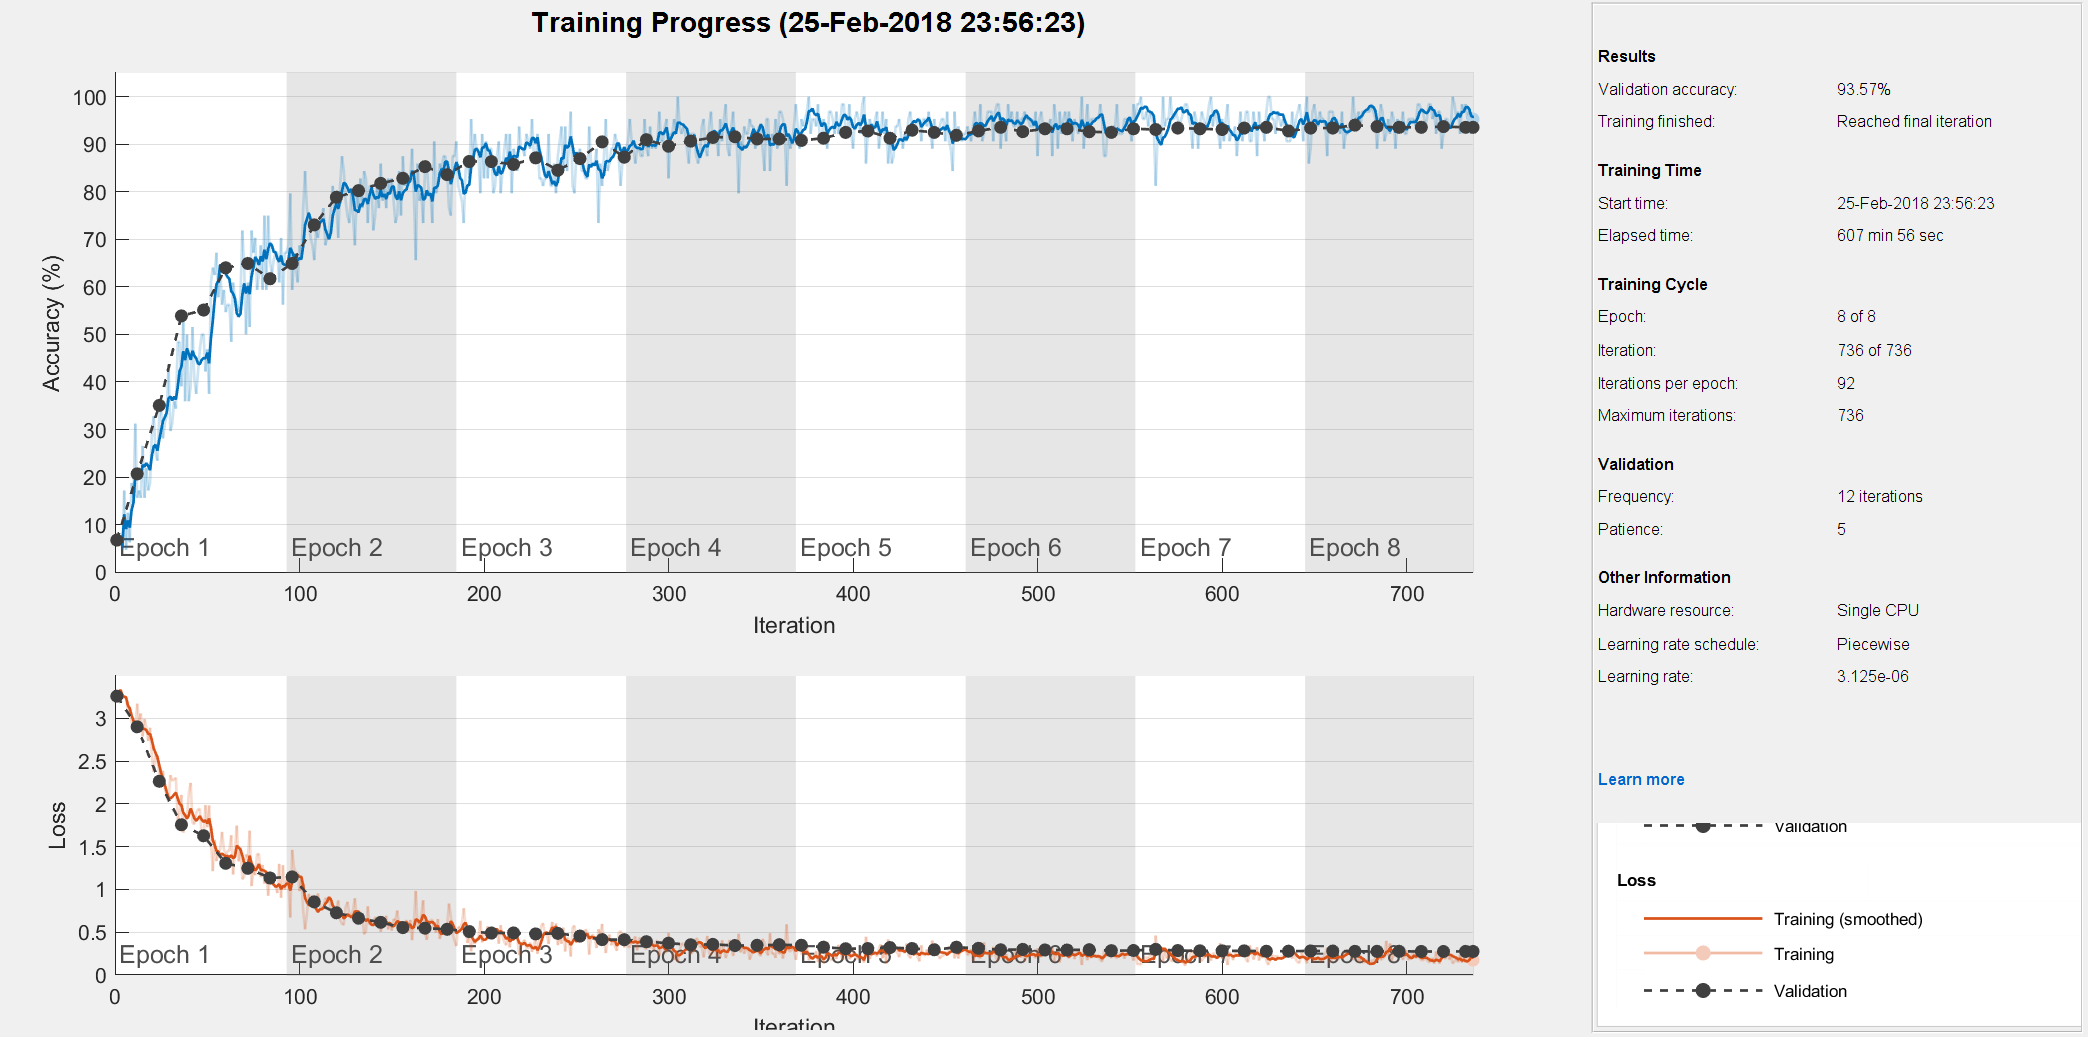 Training Progress (25-Feb-2018 23:56:23)
100
90
80
70
60
50
40
30
20
10
0
Accuracy (%)
Epoch 1
Epoch 2
Epoch 3
Epoch 4
Epoch 5
Epoch 6
Epoch 7
Epoch 8
0
100
200
300
400
500
600
700
Iteration
3
2.5
2
1.5
1
0.5
0
Loss
Epoch 1
Epoch 2
Epoch 3
Epoch 4
Epoch 5
Epoch 6
Epoch 7
Epoch 8
0
100
200
300
400
500
600
700
Iteration
Results
Validation accuracy: 93.57%
Training finished: Reached final iteration
Training Time
Start time: 25-Feb-2018 23:56:23
Elapsed time: 607 min 56 sec
Training Cycle
Epoch: 8 of 8
Iteration: 736 of 736
Iterations per epoch: 92
Maximum iterations: 736
Validation
Frequency: 12 iterations
Patience: 5
Other Information
Hardware resource: Single CPU
Learning rate schedule: Piecewise
Learning rate: 3.125e-06
Learn more
Validation
Loss
Training (smoothed)
Training
Validation